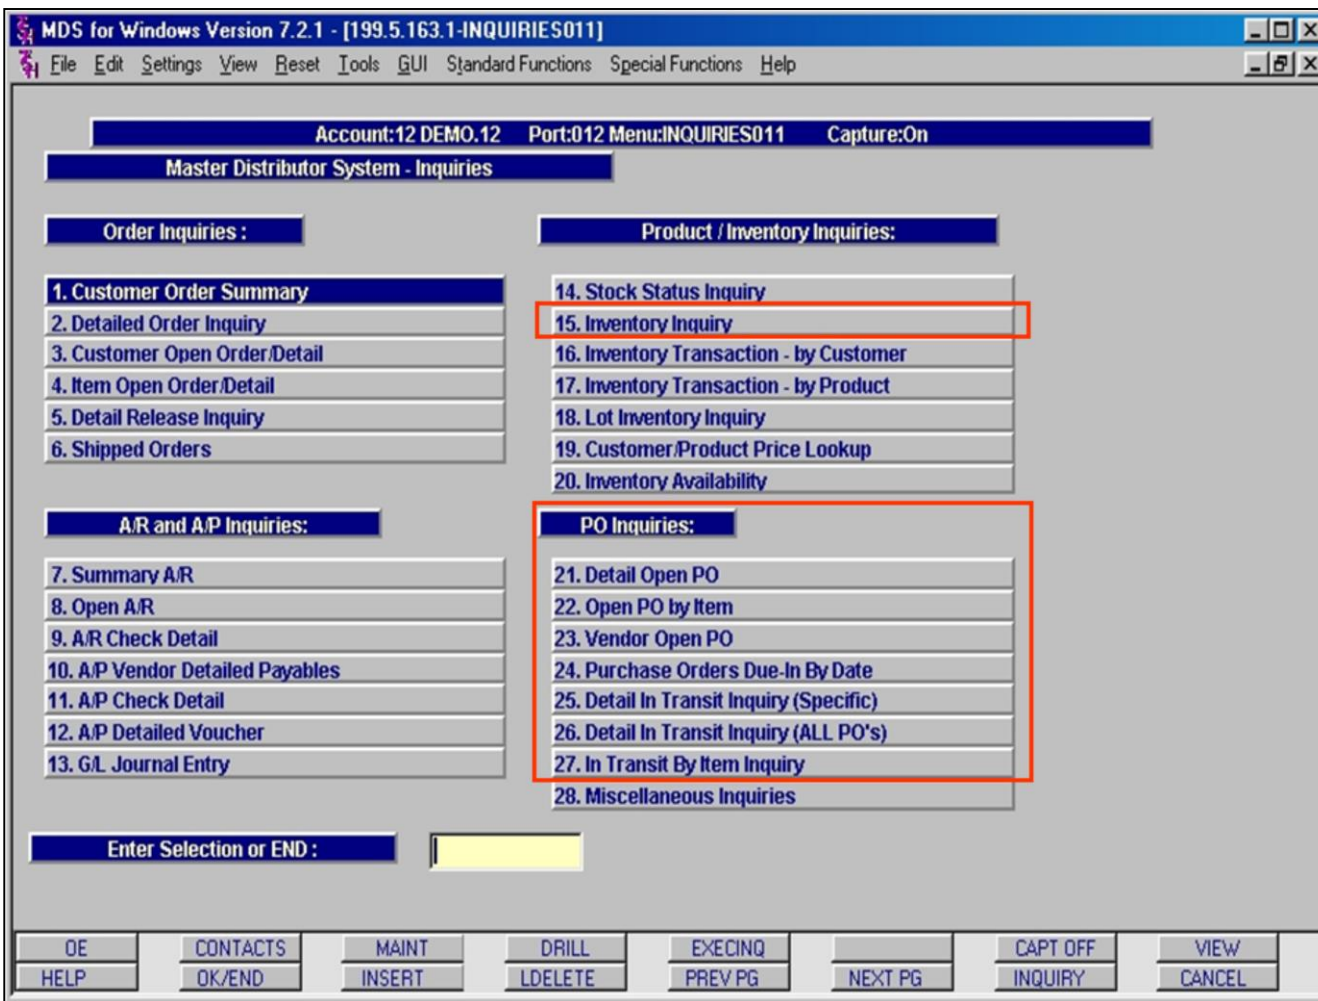 MDS for Windows Version 7.2.1 - [199.5.163.1-INQUIRIES011]
File Edit Settings View Reset Tools GUI Standard Functions Special Functions Help
Account:12 DEMO.12 Port:012 Menu:INQUIRIES011 Capture:On
Master Distributor System - Inquiries
Order Inquiries :
1. Customer Order Summary
2. Detailed Order Inquiry
3. Customer Open Order/Detail
4. Item Open Order/Detail
5. Detail Release Inquiry
6. Shipped Orders
Product / Inventory Inquiries:
14. Stock Status Inquiry
15. Inventory Inquiry
16. Inventory Transaction - by Customer
17. Inventory Transaction - by Product
18. Lot Inventory Inquiry
19. Customer/Product Price Lookup
20. Inventory Availability
A/R and A/P Inquiries:
7. Summary A/R
8. Open A/R
9. A/R Check Detail
10. A/P Vendor Detailed Payables
11. A/P Check Detail
12. A/P Detailed Voucher
13. G/L Journal Entry
PO Inquiries:
21. Detail Open PO
22. Open PO by Item
23. Vendor Open PO
24. Purchase Orders Due-In By Date
25. Detail In Transit Inquiry (Specific)
26. Detail In Transit Inquiry (ALL PO's)
27. In Transit By Item Inquiry
28. Miscellaneous Inquiries
Enter Selection or END :
OE CONTACTS MAINT DRILL EXECINQ CAPT OFF VIEW
HELP OK/END INSERT LDELETE PREV PG NEXT PG INQUIRY CANCEL